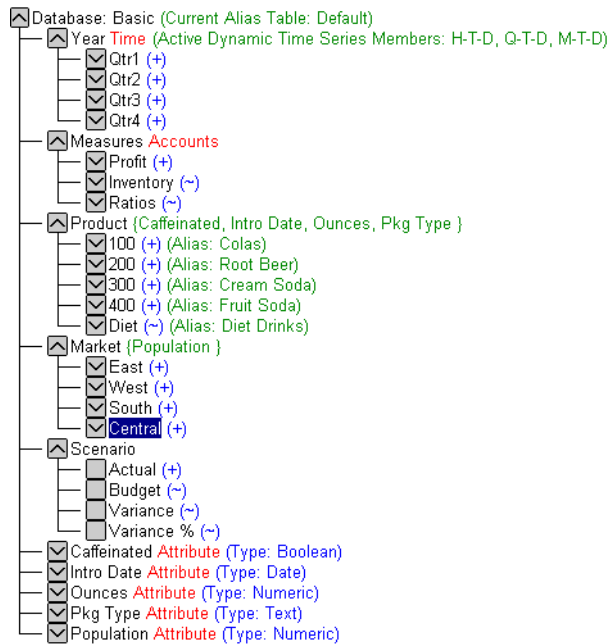 Database: Basic (Current Alias Table: Default)
Year Time (Active Dynamic Time Series Members: H-T-D, Q-T-D, M-T-D)
Qtr1 (+)
Qtr2 (+)
Qtr3 (+)
Qtr4 (+)
Measures Accounts
Profit (+)
Inventory (~)
Ratios (~)
Product {Caffeinated, Intro Date, Ounces, Pkg Type }
100 (+) (Alias: Colas)
200 (+) (Alias: Root Beer)
300 (+) (Alias: Cream Soda)
400 (+) (Alias: Fruit Soda)
Diet (~) (Alias: Diet Drinks)
Market {Population }
East (+)
West (+)
South (+)
Central (+)
Scenario
Actual (+)
Budget (~)
Variance (~)
Variance % (~)
Caffeinated Attribute (Type: Boolean)
Intro Date Attribute (Type: Date)
Ounces Attribute (Type: Numeric)
Pkg Type Attribute (Type: Text)
Population Attribute (Type: Numeric)